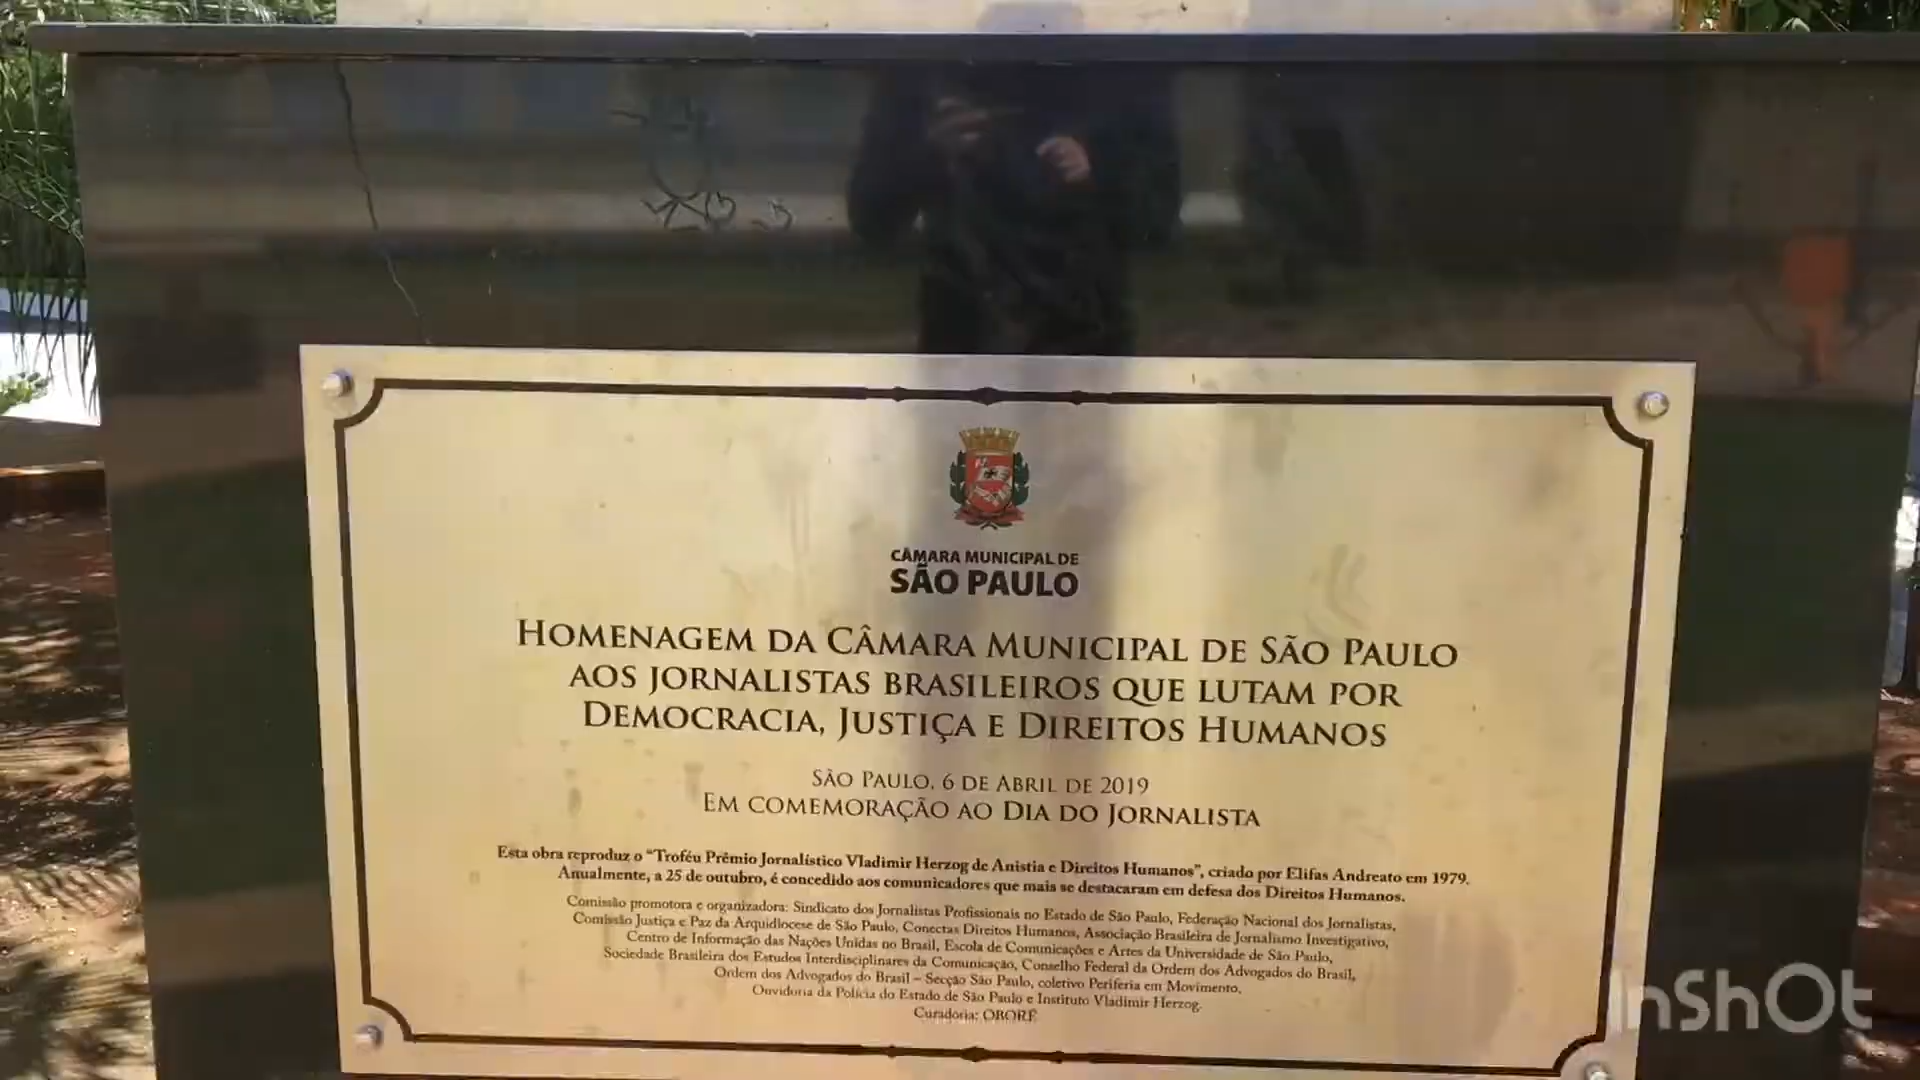 CÂMARA MUNICIPAL DE
SÃO PAULO
HOMENAGEM DA CÂMARA MUNICIPAL DE SÃO PAULO
AOS JORNALISTAS BRASILEIROS QUE LUTAM POR
DEMOCRACIA, JUSTIÇA E DIREITOS HUMANOS
SÃO PAULO, 6 DE ABRIL DE 2019
EM COMEMORAÇÃO AO DIA DO JORNALISTA
Esta obra reproduz o "Troféu Prêmio Jornalístico Vladimir Herzog de Anistia e Direitos Humanos", criado por Elifas Andreato em 1979.
Anualmente, a 25 de outubro, é concedido aos comunicadores que mais se destacaram em defesa dos Direitos Humanos.
Comissão promotora e organizadora: Sindicato dos Jornalistas Profissionais no Estado de São Paulo, Federação Nacional dos Jornalistas,
Comissão Justiça e Paz da Arquidiocese de São Paulo, Conectas Direitos Humanos, Associação Brasileira de Jornalismo Investigativo,
Centro de Informação das Nações Unidas no Brasil, Escola de Comunicações e Artes da Universidade de São Paulo,
Sociedade Brasileira dos Estudos Interdisciplinares da Comunicação, Conselho Federal da Ordem dos Advogados do Brasil,
Ordem dos Advogados do Brasil – Secção São Paulo, coletivo Periferia em Movimento,
Ouvidoria da Polícia do Estado de São Paulo e Instituto Vladimir Herzog.
Curadoria: OBORÉ
InShOt